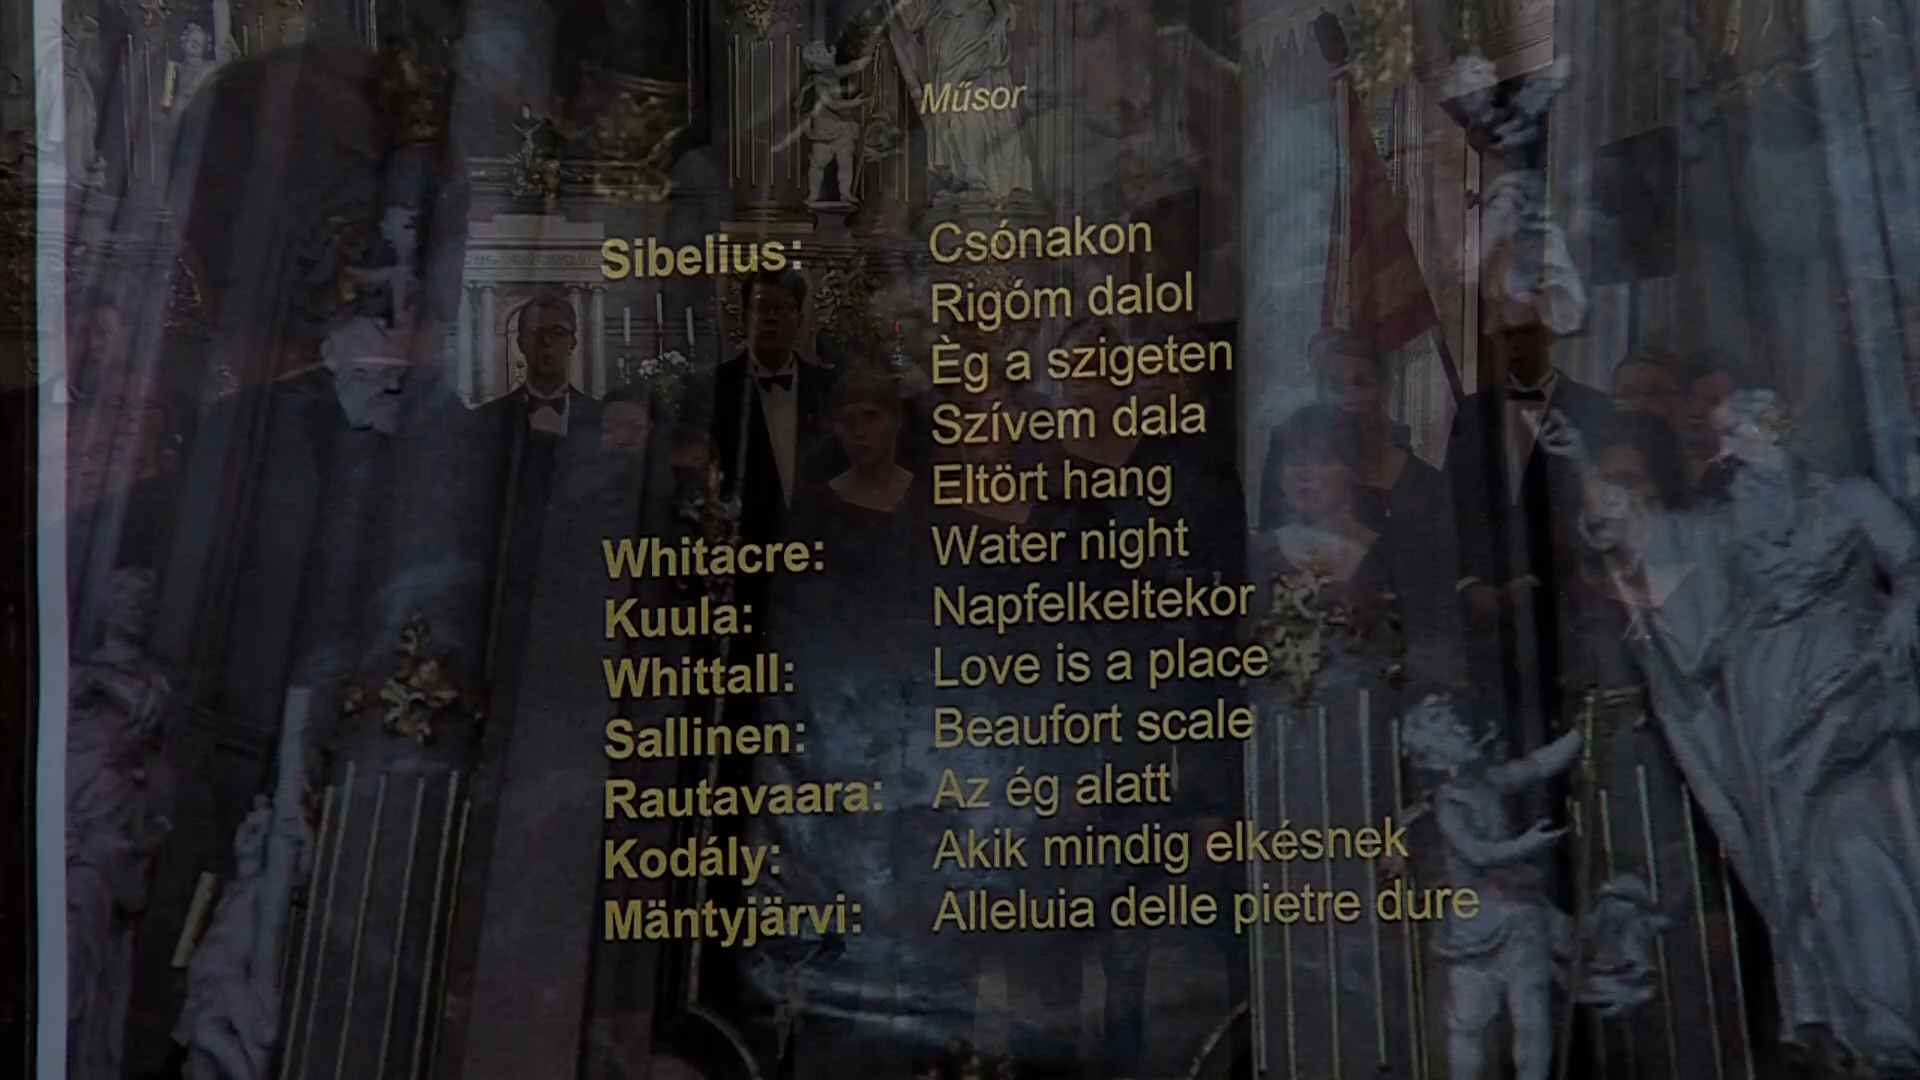 Műsor
Sibelius: Csónakon
Rigóm dalol
Èg a szigeten
Szívem dala
Eltört hang
Whitacre: Water night
Kuula: Napfelkeltekor
Whittall: Love is a place
Sallinen: Beaufort scale
Rautavaara: Az ég alatt
Kodály: Akik mindig elkésnek
Mäntyjärvi: Alleluia delle pietre dure